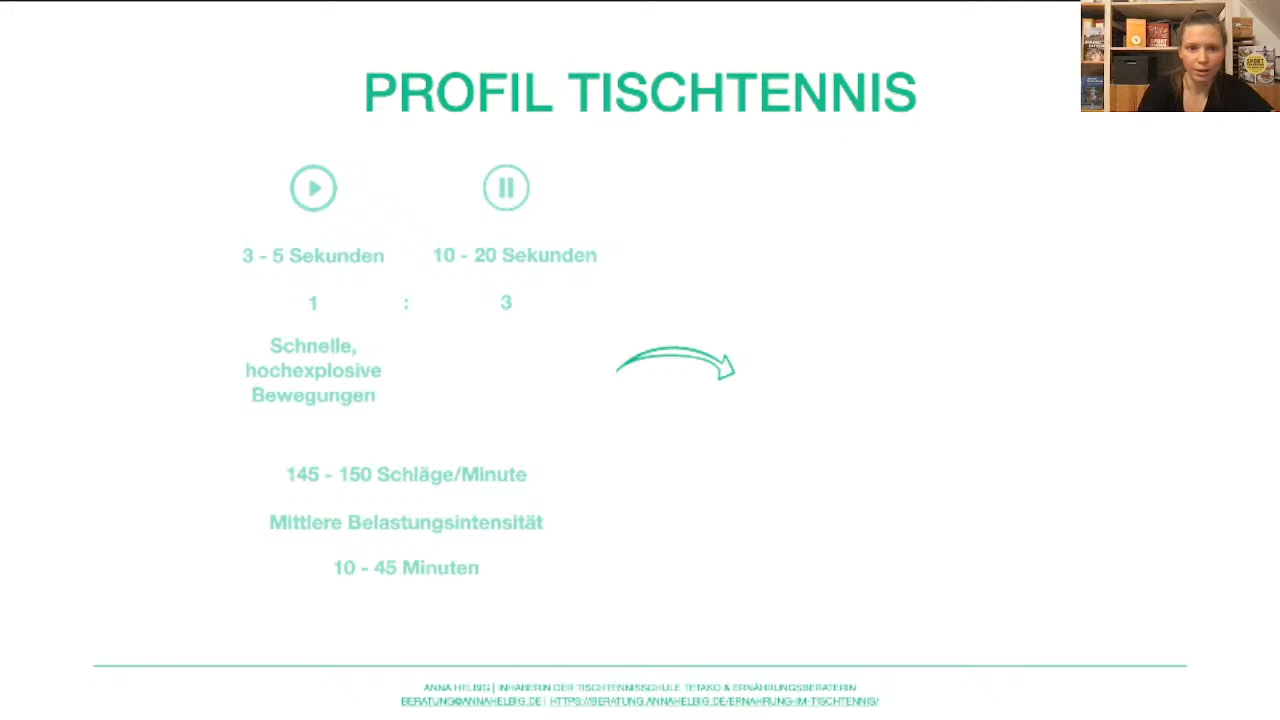 PROFIL TISCHTENNIS
3 - 5 Sekunden
10 - 20 Sekunden
1 : 3
Schnelle,
hochexplosive
Bewegungen
145 - 150 Schläge/Minute
Mittlere Belastungsintensität
10 - 45 Minuten
ANNA HELBIG | INHABERIN DER TISCHTENNISSCHULE TETAKO & ERNÄHRUNGSBERATERIN
BERATUNG@ANNAHELBIG.DE | HTTPS://BERATUNG.ANNAHELBIG.DE/ERNAHRUNG-IM-TISCHTENNIS/